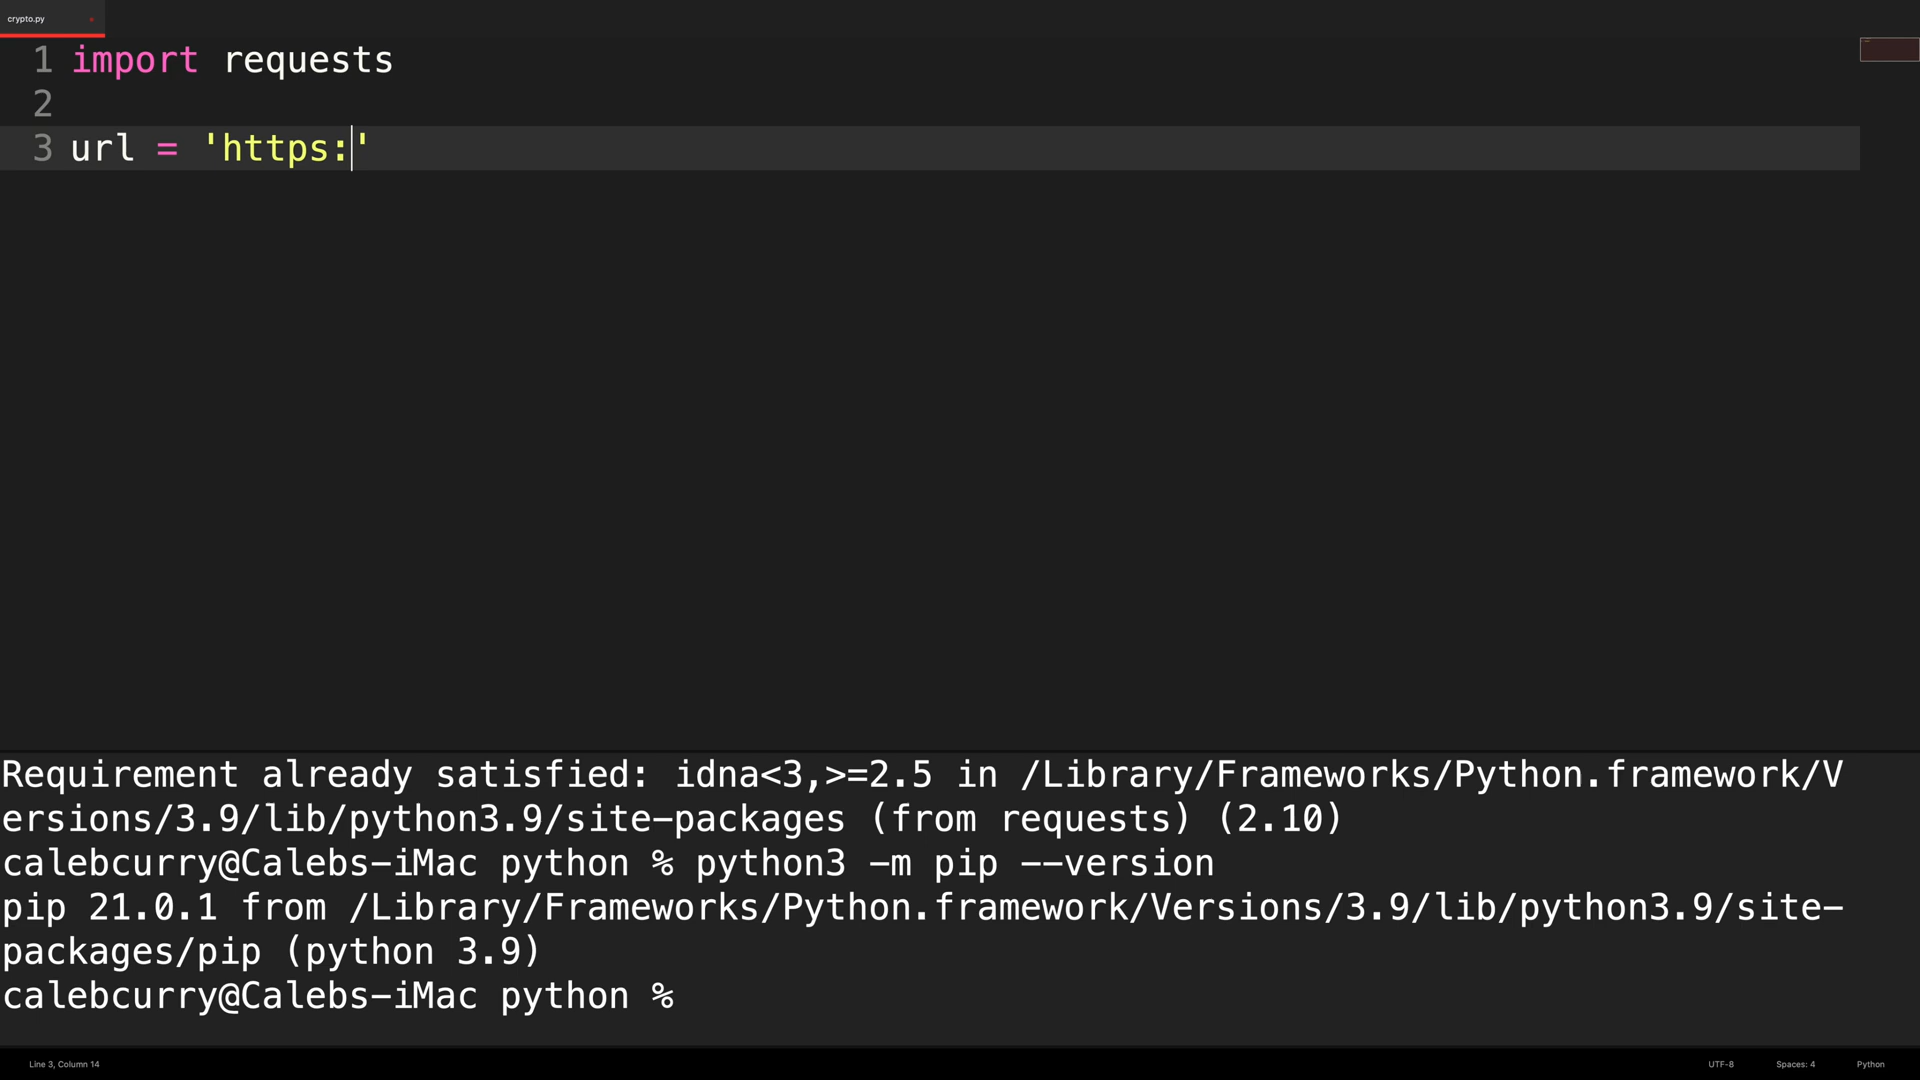 crypto.py
1 import requests
2
3 url = 'https:'
Requirement already satisfied: idna<3,>=2.5 in /Library/Frameworks/Python.framework/V
ersions/3.9/lib/python3.9/site-packages (from requests) (2.10)
calebcurry@Calebs-iMac python % python3 -m pip --version
pip 21.0.1 from /Library/Frameworks/Python.framework/Versions/3.9/lib/python3.9/site-
packages/pip (python 3.9)
calebcurry@Calebs-iMac python %
Line 3, Column 14 UTF-8 Spaces: 4 Python